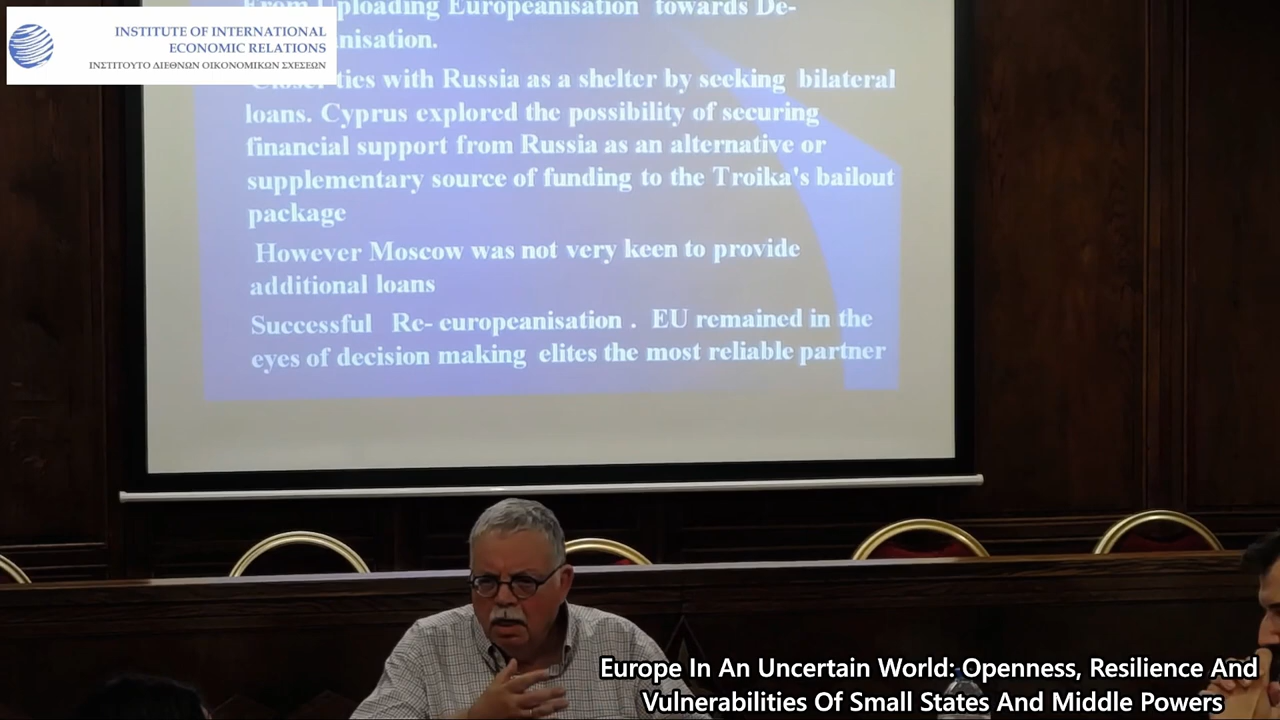 INSTITUTE OF INTERNATIONAL
ECONOMIC RELATIONS
ΙΝΣΤΙΤΟΥΤΟ ΔΙΕΘΝΩΝ ΟΙΚΟΝΟΜΙΚΩΝ ΣΧΕΣΕΩΝ
From Uploading Europeanisation towards De-
anisation.
Closer ties with Russia as a shelter by seeking bilateral
loans. Cyprus explored the possibility of securing
financial support from Russia as an alternative or
supplementary source of funding to the Troika's bailout
package
However Moscow was not very keen to provide
additional loans
Successful Re- europeanisation . EU remained in the
eyes of decision making elites the most reliable partner
Europe In An Uncertain World: Openness, Resilience And
Vulnerabilities Of Small States And Middle Powers